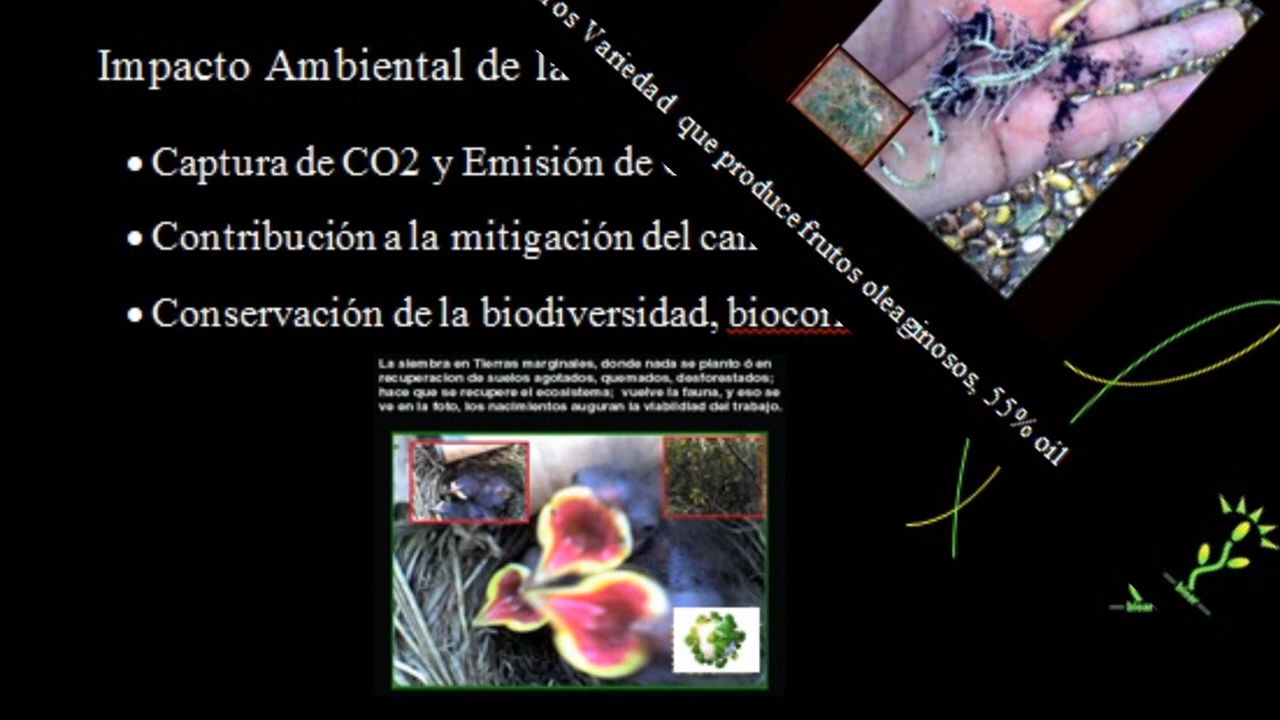 Impacto Ambiental de la
• Captura de CO2 y Emisión de
• Contribución a la mitigación del
• Conservación de la biodiversidad,
La siembra en Tierras marginales, donde nada se planto ó en
recuperacion de suelos agotados, quemados, desforestados;
hace que se recupere el ecosistema; vuelve la fauna, y eso se
ve en la foto, los nacimientos auguran la viabilidad del trabajo.
Variedad que produce frutos oleaginosos, 55% oil